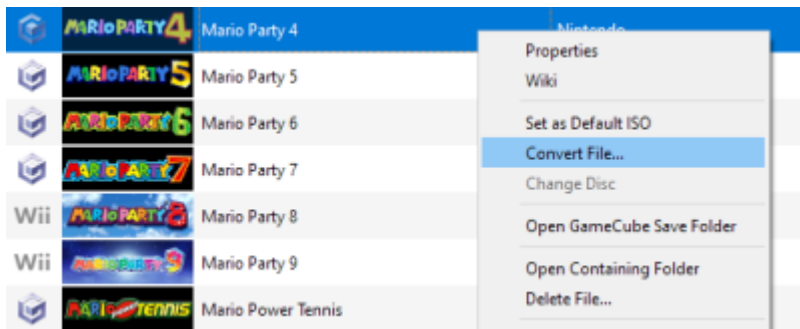 MARIO PARTY 4 Mario Party 4 Nintendo
MARIO PARTY 5 Mario Party 5
MARIO PARTY 6 Mario Party 6
MARIO PARTY 7 Mario Party 7
Wii MARIO PARTY 8 Mario Party 8
Wii MARIO PARTY 9 Mario Party 9
MARIO POWER TENNIS Mario Power Tennis
Properties
Wiki
Set as Default ISO
Convert File...
Change Disc
Open GameCube Save Folder
Open Containing Folder
Delete File...